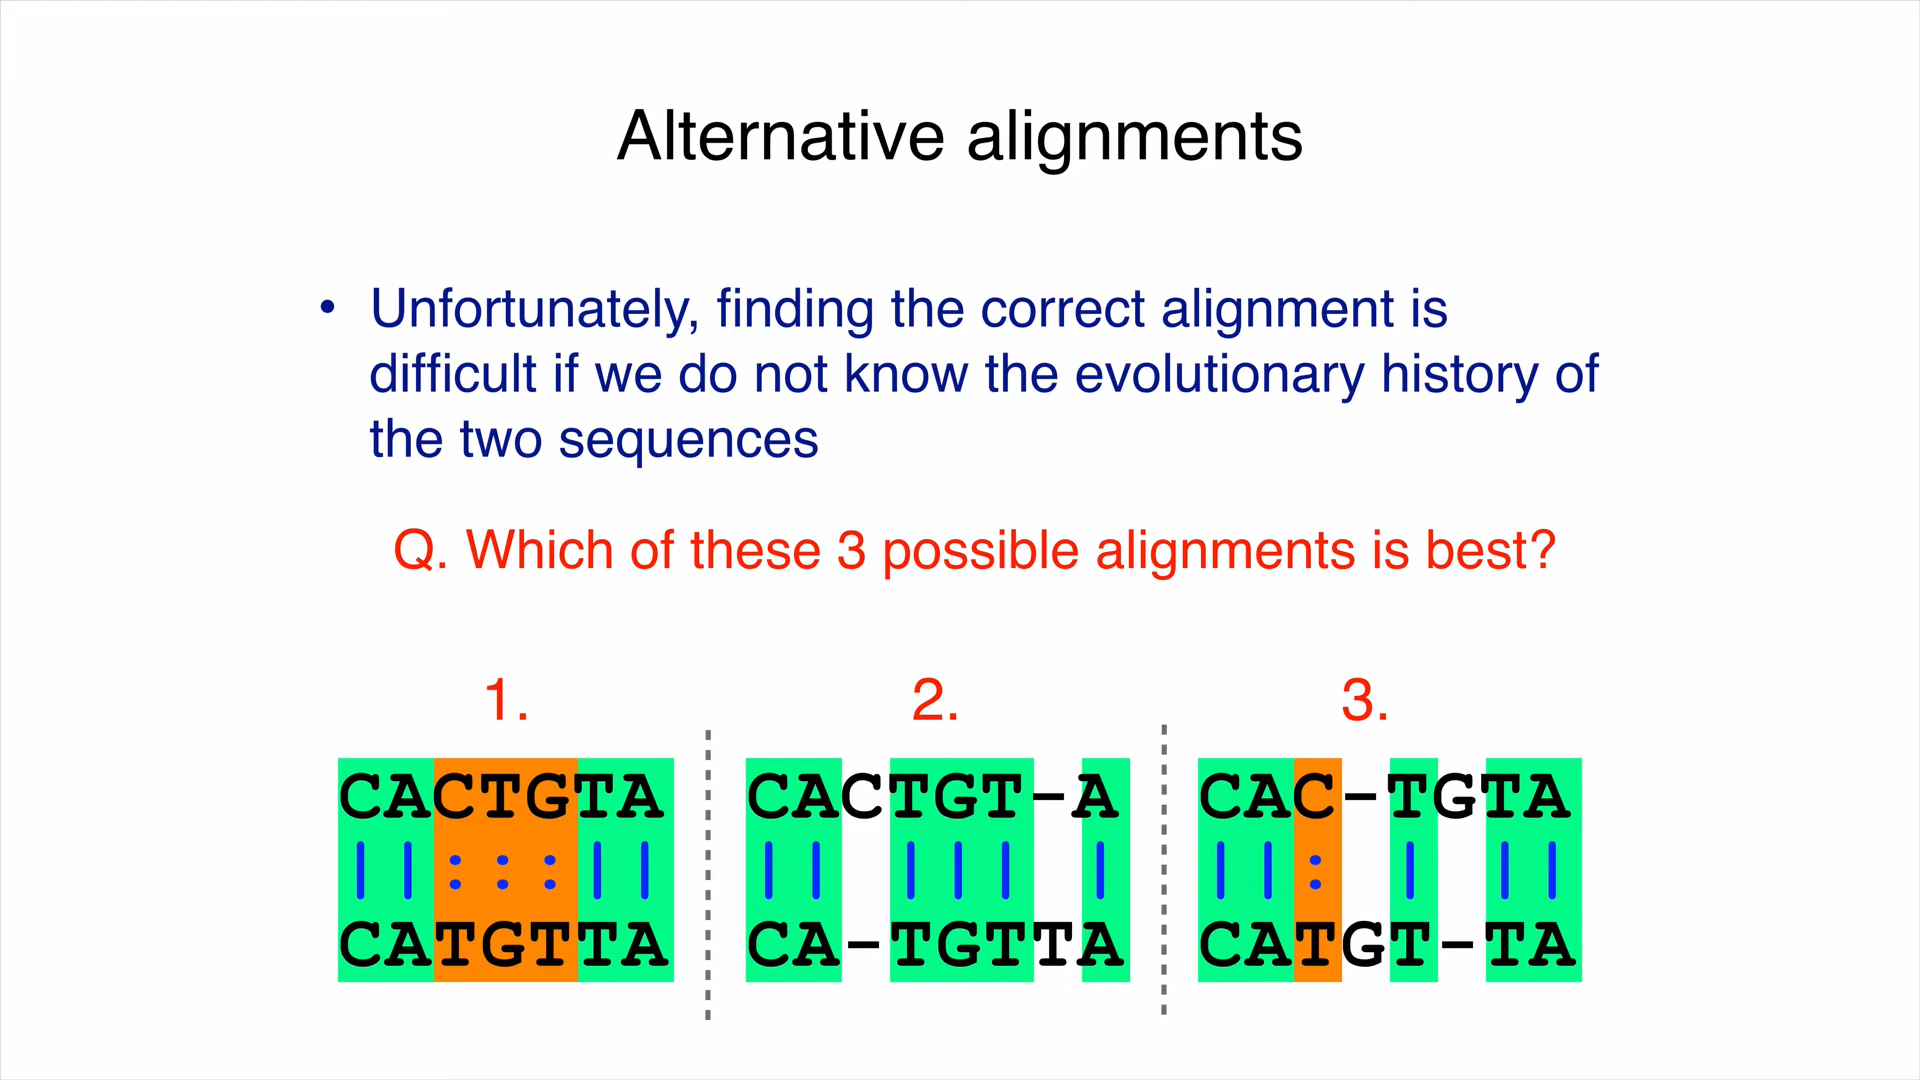 Alternative alignments
• Unfortunately, finding the correct alignment is
difficult if we do not know the evolutionary history of
the two sequences
Q. Which of these 3 possible alignments is best?
1. 2. 3.
CACTGTA CACTGT-A CAC-TGTA
||:::|| || ||| | ||: | ||
CATGTTA CA-TGTTA CATGT-TA